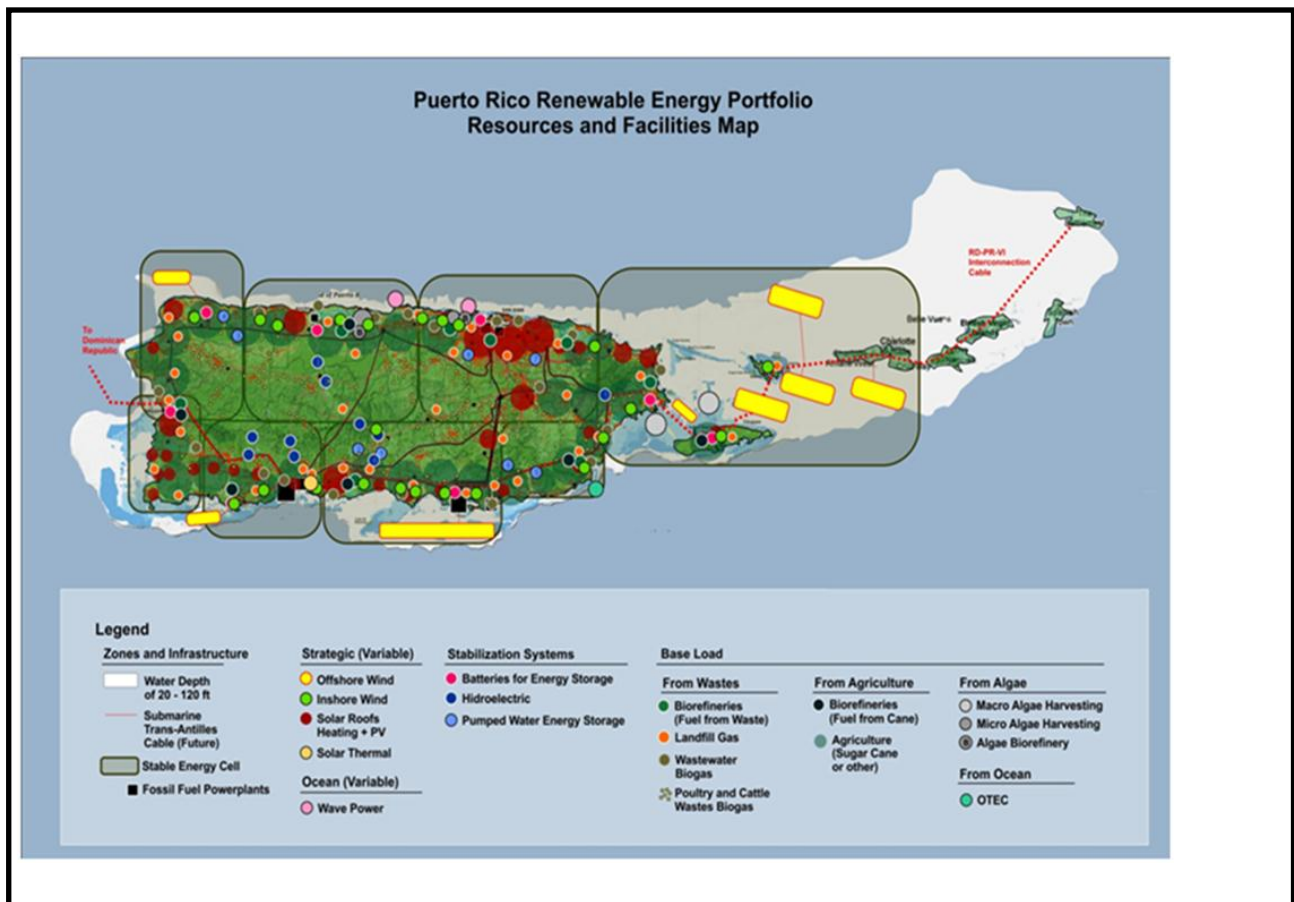 Puerto Rico Renewable Energy Portfolio
Resources and Facilities Map
RD-PR-VI
Interconnection
Cable
To
Dominican
Republic
Belle Vue
Charlotte
Legend
Zones and Infrastructure
Water Depth
of 20 - 120 ft
Submarine
Trans-Antilles
Cable (Future)
Stable Energy Cell
Fossil Fuel Powerplants
Strategic (Variable)
Offshore Wind
Inshore Wind
Solar Roofs
Heating + PV
Solar Thermal
Ocean (Variable)
Wave Power
Stabilization Systems
Batteries for Energy Storage
Hidroelectric
Pumped Water Energy Storage
Base Load
From Wastes
Biorefineries
(Fuel from Waste)
Landfill Gas
Wastewater
Biogas
Poultry and Cattle
Wastes Biogas
From Agriculture
Biorefineries
(Fuel from Cane)
Agriculture
(Sugar Cane
or other)
From Algae
Macro Algae Harvesting
Micro Algae Harvesting
Algae Biorefinery
From Ocean
OTEC